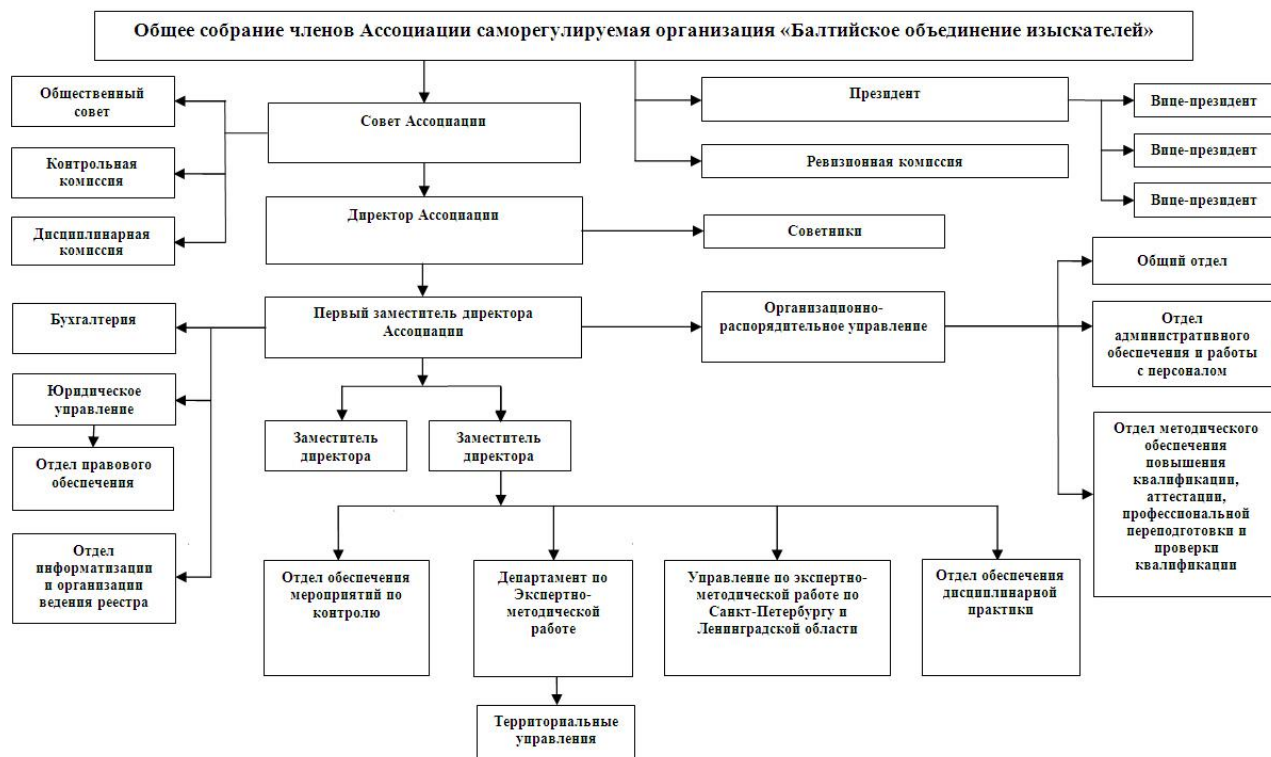 Общее собрание членов Ассоциации саморегулируемая организация «Балтийское объединение изыскателей»
Общественный
совет
Совет Ассоциации
Президент
Вице-президент
Контрольная
комиссия
Ревизионная комиссия
Вице-президент
Вице-президент
Дисциплинарная
комиссия
Директор Ассоциации
Советники
Общий отдел
Бухгалтерия
Первый заместитель директора
Ассоциации
Организационно-
распорядительное управление
Отдел
административного
обеспечения и работы
с персоналом
Юридическое
управление
Отдел правового
обеспечения
Заместитель
директора
Заместитель
директора
Отдел методического
обеспечения
повышения
квалификации,
аттестации,
профессиональной
переподготовки и
проверки
квалификации
Отдел
информатизации
и организации
ведения реестра
Отдел обеспечения
мероприятий по
контролю
Департамент по
Экспертно-
методической
работе
Управление по экспертно-
методической работе по
Санкт-Петербургу и
Ленинградской области
Отдел обеспечения
дисциплинарной
практики
Территориальные
управления